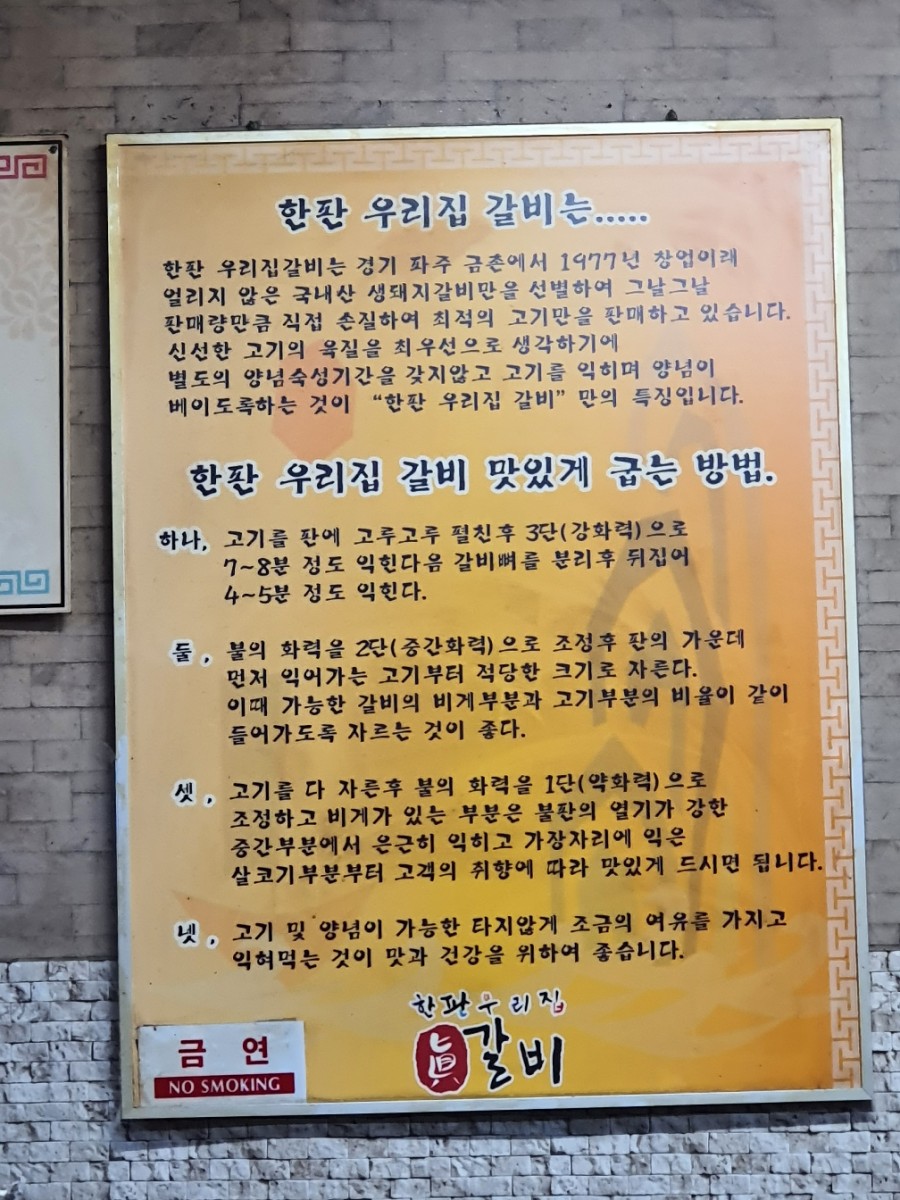 한판 우리집 갈비는.....
한판 우리집갈비는 경기 파주 금촌에서 1977년 창업이래
얼리지 않은 국내산 생돼지갈비만을 선별하여 그날그날
판매량만큼 직접 손질하여 최적의 고기만을 판매하고 있습니다.
신선한 고기의 육질을 최우선으로 생각하기에
별도의 양념숙성기간을 갖지않고 고기를 익히며 양념이
베이도록하는 것이 “한판 우리집 갈비” 만의 특징입니다.
한판 우리집 갈비 맛있게 굽는 방법.
하나, 고기를 판에 고루고루 펼친후 3단(강화력)으로
7~8분 정도 익힌다음 갈비뼈를 분리후 뒤집어
4~5분 정도 익힌다.
둘, 불의 화력을 2단(중간화력)으로 조정후 판의 가운데
먼저 익어가는 고기부터 적당한 크기로 자른다.
이때 가능한 갈비의 비게부분과 고기부분의 비율이 같이
들어가도록 자르는 것이 좋다.
셋, 고기를 다 자른후 불의 화력을 1단(약화력)으로
조정하고 비게가 있는 부분은 불판의 열기가 강한
중간부분에서 은근히 익히고 가장자리에 익은
살코기부분부터 고객의 취향에 따라 맛있게 드시면 됩니다.
넷, 고기 및 양념이 가능한 타지않게 조금의 여유를 가지고
익혀먹는 것이 맛과 건강을 위하여 좋습니다.
한판우리집
眞갈비
금 연
NO SMOKING